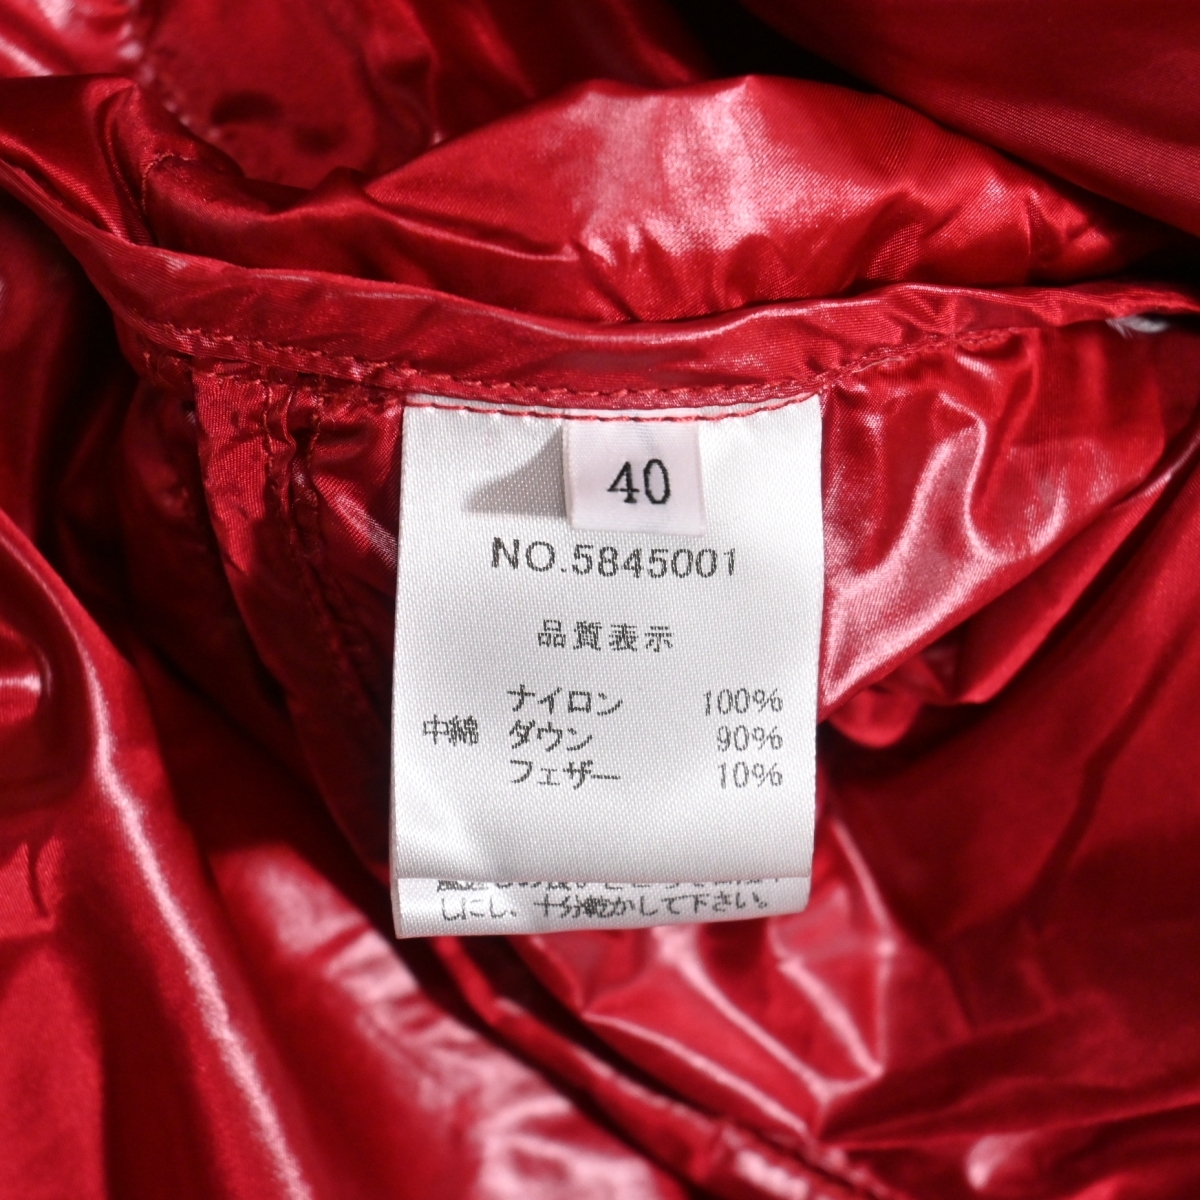 40
NO.5845001
品質表示
ナイロン 100%
中綿 ダウン 90%
フェザー 10%
しにし、十分乾かして下さい。